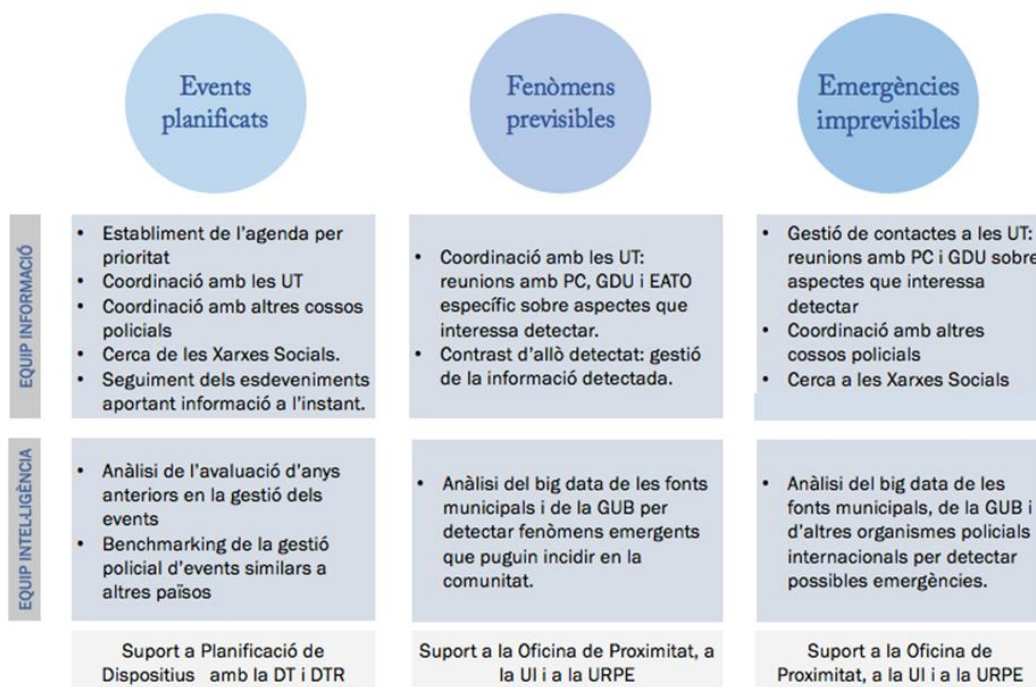 Events
planificats
Fenòmens
previsibles
Emergències
imprevisibles
EQUIP INFORMACIÓ
• Establiment de l'agenda per
prioritat
• Coordinació amb les UT
• Coordinació amb altres cossos
policials
• Cerca de les Xarxes Socials.
• Seguiment dels esdeveniments
aportant informació a l'instant.
• Coordinació amb les UT:
reunions amb PC, GDU i EATO
específic sobre aspectes que
interessa detectar.
• Contrast d'allò detectat: gestió
de la informació detectada.
• Gestió de contactes a les UT:
reunions amb PC i GDU sobre
aspectes que interessa
detectar
• Coordinació amb altres
cossos policials
• Cerca a les Xarxes Socials
EQUIP INTEL·LIGÈNCIA
• Anàlisi de l'avaluació d'anys
anteriors en la gestió dels
events
• Benchmarking de la gestió
policial d'events similars a
altres països
• Anàlisi del big data de les fonts
municipals i de la GUB per
detectar fenòmens emergents
que puguin incidir en la
comunitat.
• Anàlisi del big data de les
fonts municipals, de la GUB i
d'altres organismes policials
internacionals per detectar
possibles emergències.
Suport a Planificació de
Dispositius amb la DT i DTR
Suport a la Oficina de Proximitat, a
la UI i a la URPE
Suport a la Oficina de
Proximitat, a la UI i a la URPE